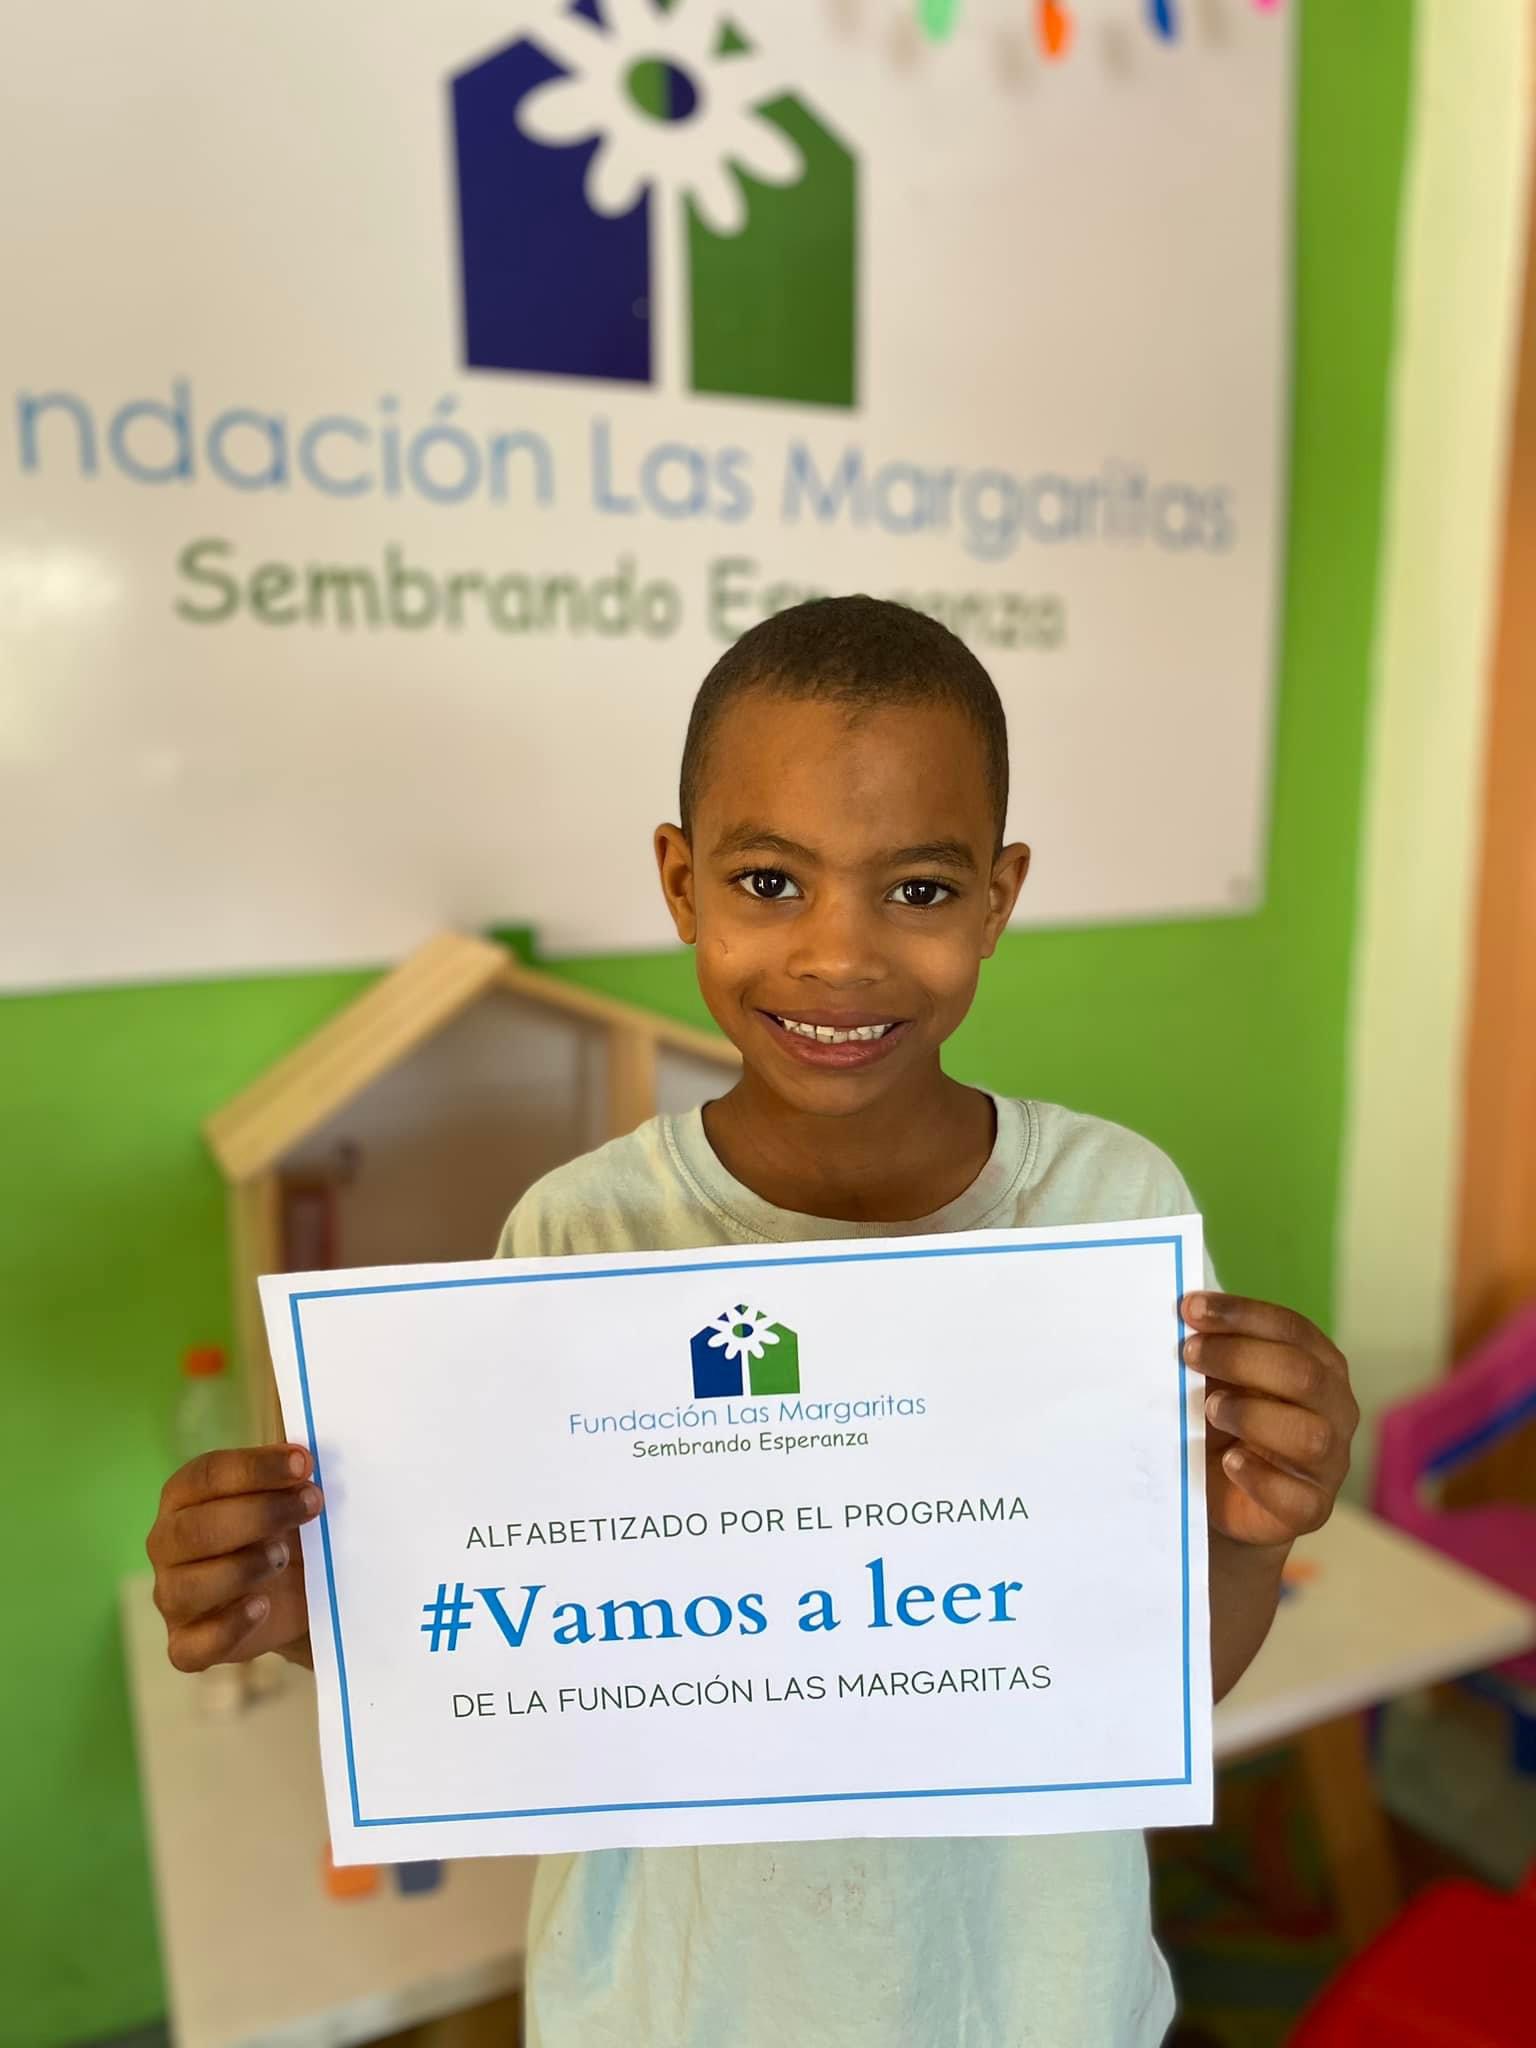 ndación Las Margaritas
Sembrando
Fundación Las Margaritas
Sembrando Esperanza
ALFABETIZADO POR EL PROGRAMA
#Vamos a leer
DE LA FUNDACIÓN LAS MARGARITAS